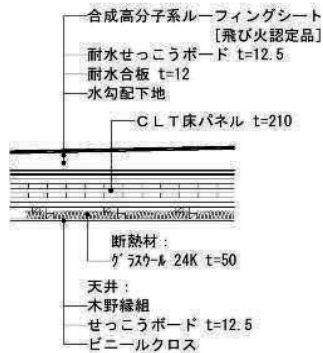 合成高分子系ルーフィングシート
[飛び火認定品]
耐水せっこうボード t=12.5
耐水合板 t=12
水勾配下地
ＣＬＴ床パネル t=210
断熱材：
ｸﾞﾗｽｳｰﾙ 24K t=50
天井：
木野縁組
せっこうボード t=12.5
ビニールクロス